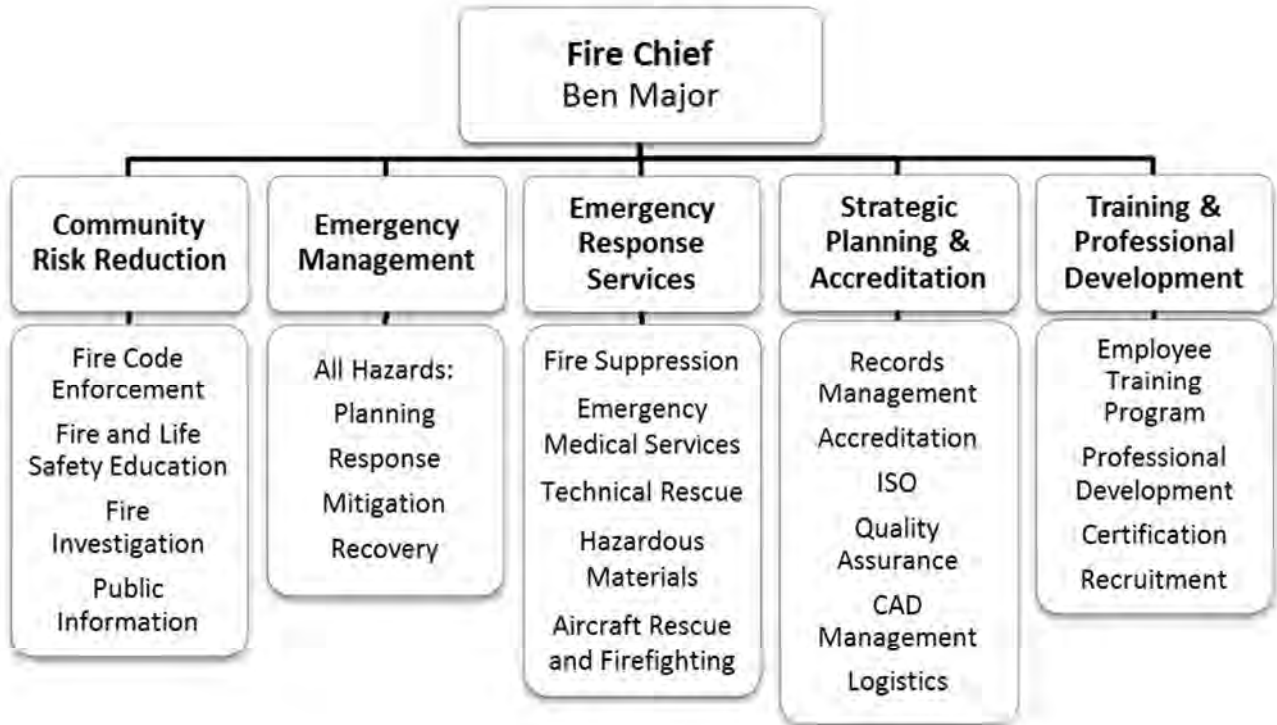 Fire Chief
Ben Major
Community
Risk Reduction
Fire Code
Enforcement
Fire and Life
Safety Education
Fire
Investigation
Public
Information
Emergency
Management
All Hazards:
Planning
Response
Mitigation
Recovery
Emergency
Response
Services
Fire Suppression
Emergency
Medical Services
Technical Rescue
Hazardous
Materials
Aircraft Rescue
and Firefighting
Strategic
Planning &
Accreditation
Records
Management
Accreditation
ISO
Quality
Assurance
CAD
Management
Logistics
Training &
Professional
Development
Employee
Training
Program
Professional
Development
Certification
Recruitment